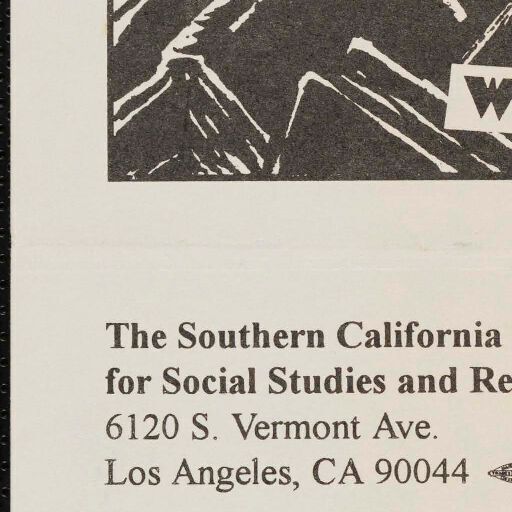 W
The Southern California
for Social Studies and Re
6120 S. Vermont Ave.
Los Angeles, CA 90044